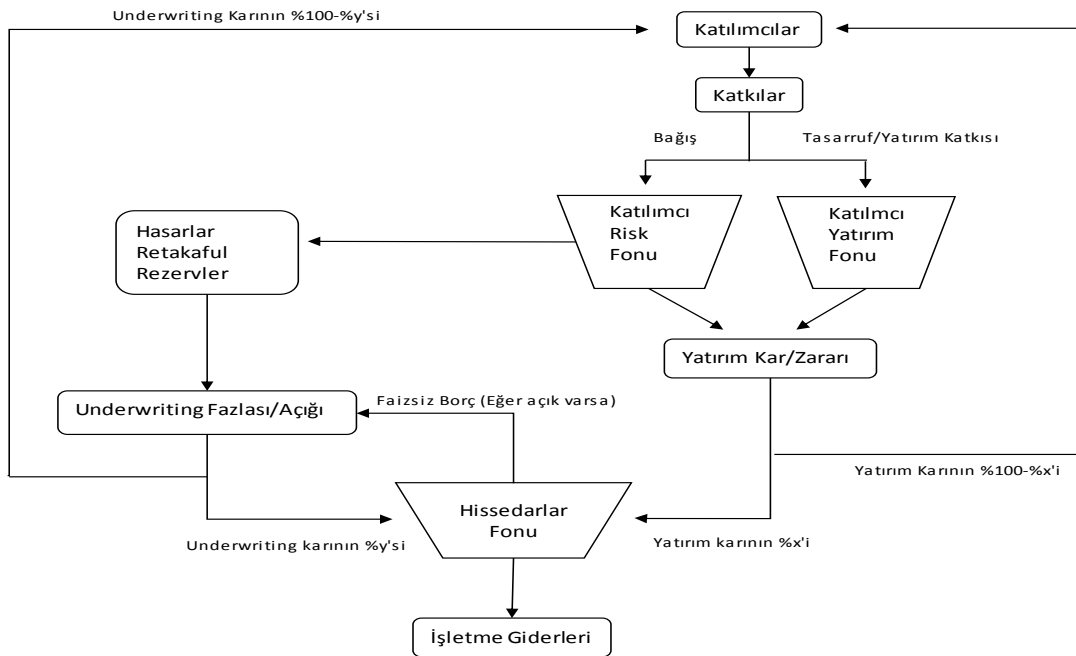 Underwriting Karının %100-%y'si
Katılımcılar
Katkılar
Bağış
Tasarruf/Yatırım Katkısı
Katılımcı
Risk
Fonu
Katılmcı
Yatırım
Fonu
Hasarlar
Retakaful
Rezervler
Yatırım Kar/Zararı
Underwriting Fazlası/Açığı
Faizsiz Borç (Eğer açık varsa)
Yatırım Karının %100-%x'i
Hissedarlar
Fonu
Underwriting karının %y'si
Yatırım karının %x'i
İşletme Giderleri